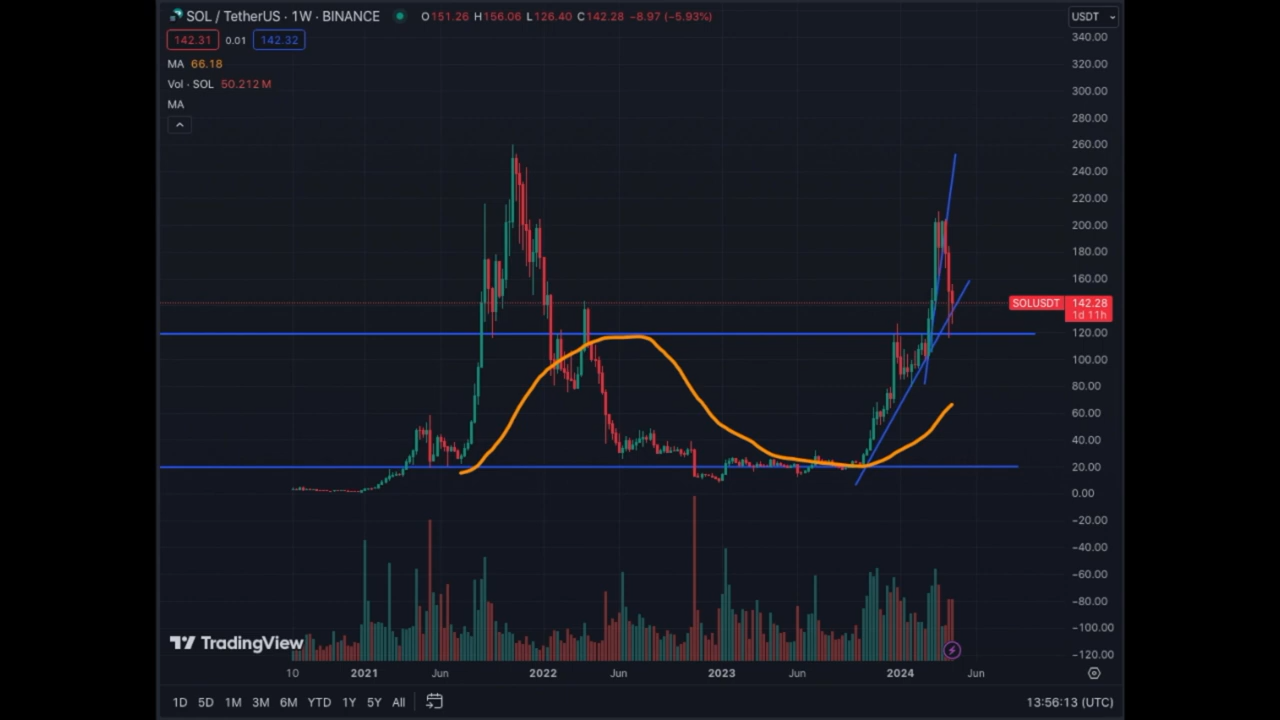 SOL / TetherUS · 1W · BINANCE O151.26 H156.06 L126.40 C142.28 −8.97 (−5.93%) USDT
142.31 0.01 142.32
MA 66.18
Vol · SOL 50.212 M
MA
340.00
320.00
300.00
280.00
260.00
240.00
220.00
200.00
180.00
160.00
SOLUSDT 142.28
1d 11h
120.00
100.00
80.00
60.00
40.00
20.00
0.00
−20.00
−40.00
−60.00
−80.00
−100.00
−120.00
TradingView
10 2021 Jun 2022 Jun 2023 Jun 2024 Jun
1D 5D 1M 3M 6M YTD 1Y 5Y All 13:56:13 (UTC)